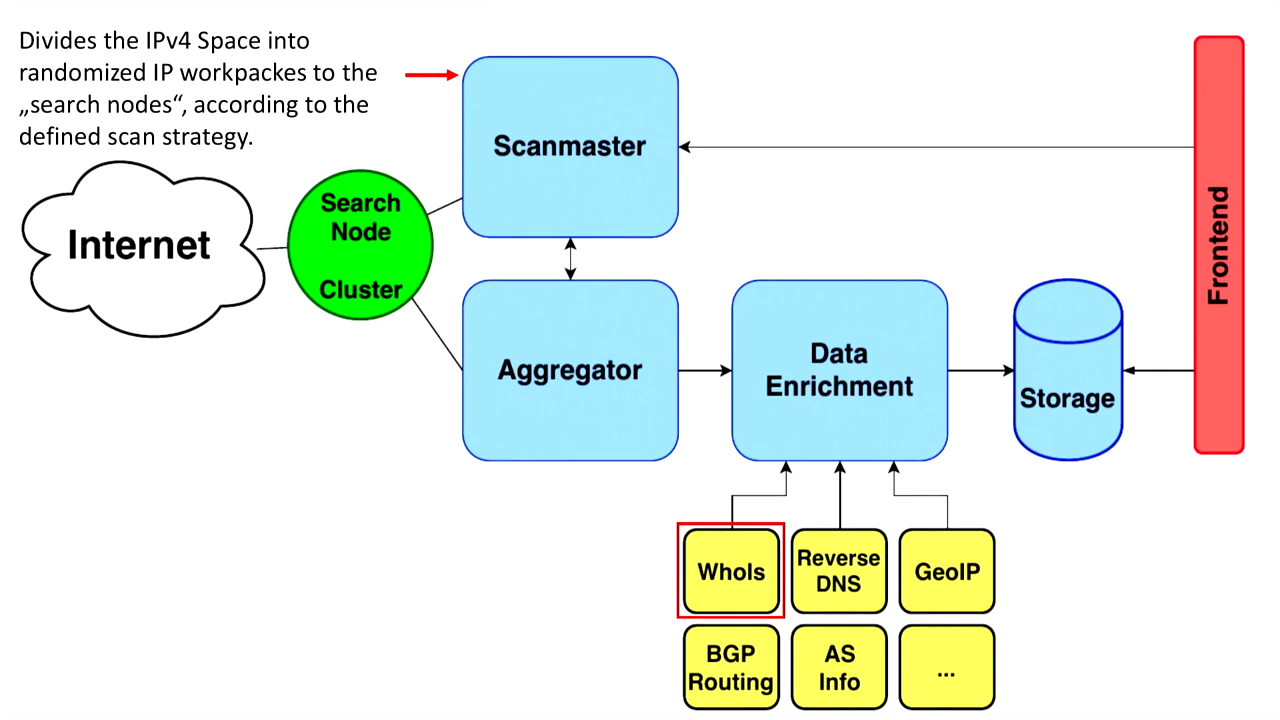 Divides the IPv4 Space into
randomized IP workpackes to the
„search nodes“, according to the
defined scan strategy.
Internet
Search
Node
Cluster
Scanmaster
Aggregator
Data
Enrichment
Storage
Frontend
WhoIs
Reverse
DNS
GeoIP
BGP
Routing
AS
Info
...